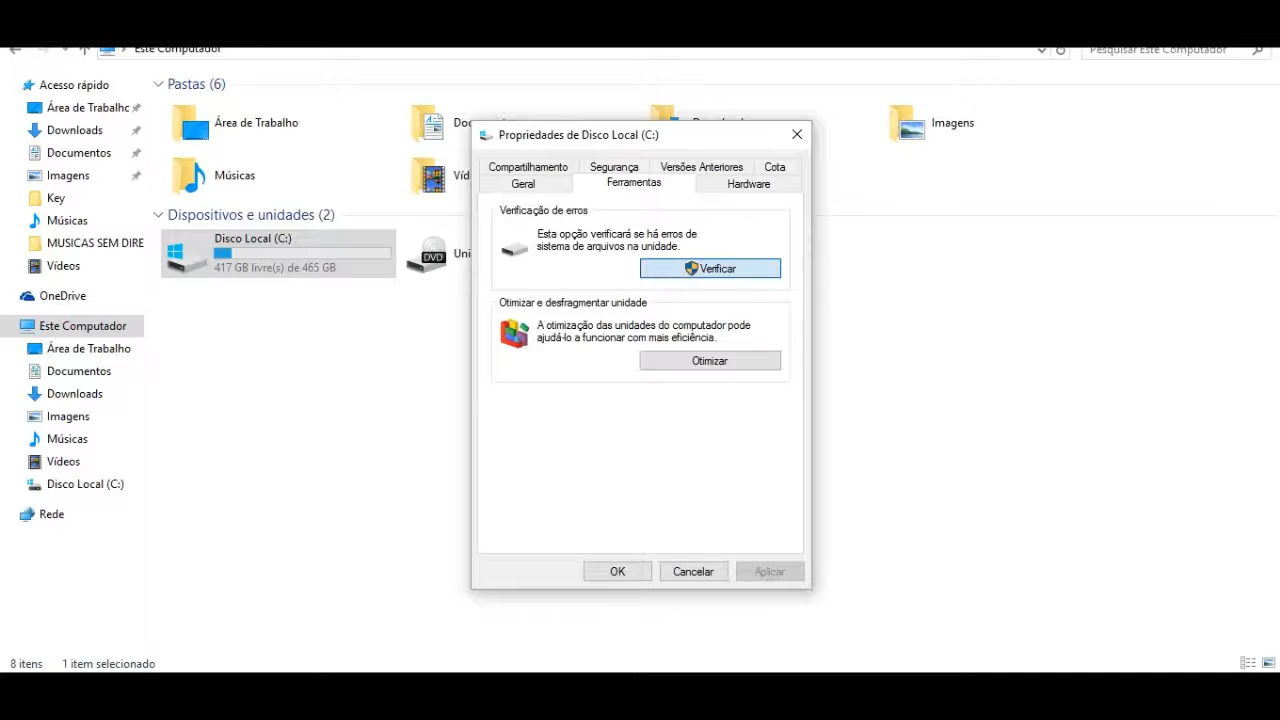 Este Computador
Pesquisar Este Computador
Acesso rápido
Área de Trabalho
Downloads
Documentos
Imagens
Key
Músicas
MUSICAS SEM DIRE
Vídeos
OneDrive
Este Computador
Área de Trabalho
Documentos
Downloads
Imagens
Músicas
Vídeos
Disco Local (C:)
Rede
Pastas (6)
Área de Trabalho
Imagens
Músicas
Víd
Dispositivos e unidades (2)
Disco Local (C:)
417 GB livre(s) de 465 GB
DVD
Uni
Propriedades de Disco Local (C:)
Compartilhamento
Segurança
Versões Anteriores
Cota
Geral
Ferramentas
Hardware
Verificação de erros
Esta opção verificará se há erros de
sistema de arquivos na unidade.
Verificar
Otimizar e desfragmentar unidade
A otimização das unidades do computador pode
ajudá-lo a funcionar com mais eficiência.
Otimizar
OK
Cancelar
Aplicar
8 itens
1 item selecionado